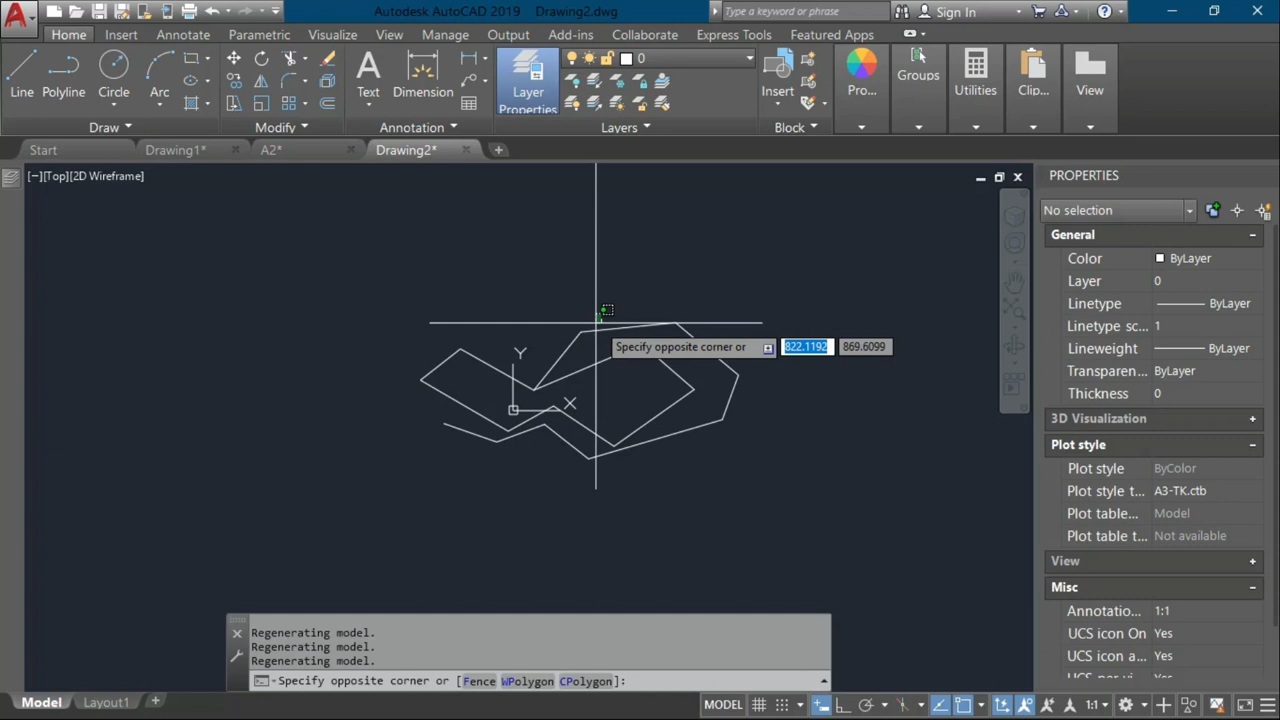 Autodesk AutoCAD 2019 Drawing2.dwg
Type a keyword or phrase
Sign In
Home Insert Annotate Parametric Visualize View Manage Output Add-ins Collaborate Express Tools Featured Apps
Line Polyline Circle Arc
Text Dimension
Layer
Properties
0
Insert
Pro...
Groups
Utilities
Clip...
View
Draw Modify Annotation Layers Block
Start Drawing1* A2* Drawing2*
[−][Top][2D Wireframe]
Y
X
Specify opposite corner or 822.1192 869.6099
PROPERTIES
No selection
General
Color ByLayer
Layer 0
Linetype ByLayer
Linetype sc... 1
Lineweight ByLayer
Transparen... ByLayer
Thickness 0
3D Visualization
Plot style
Plot style ByColor
Plot style t... A3-TK.ctb
Plot table... Model
Plot table t... Not available
View
Misc
Annotatio... 1:1
UCS icon On Yes
UCS icon a... Yes
Regenerating model.
Regenerating model.
Regenerating model.
-Specify opposite corner or [Fence WPolygon CPolygon]:
Model Layout1
MODEL
1:1